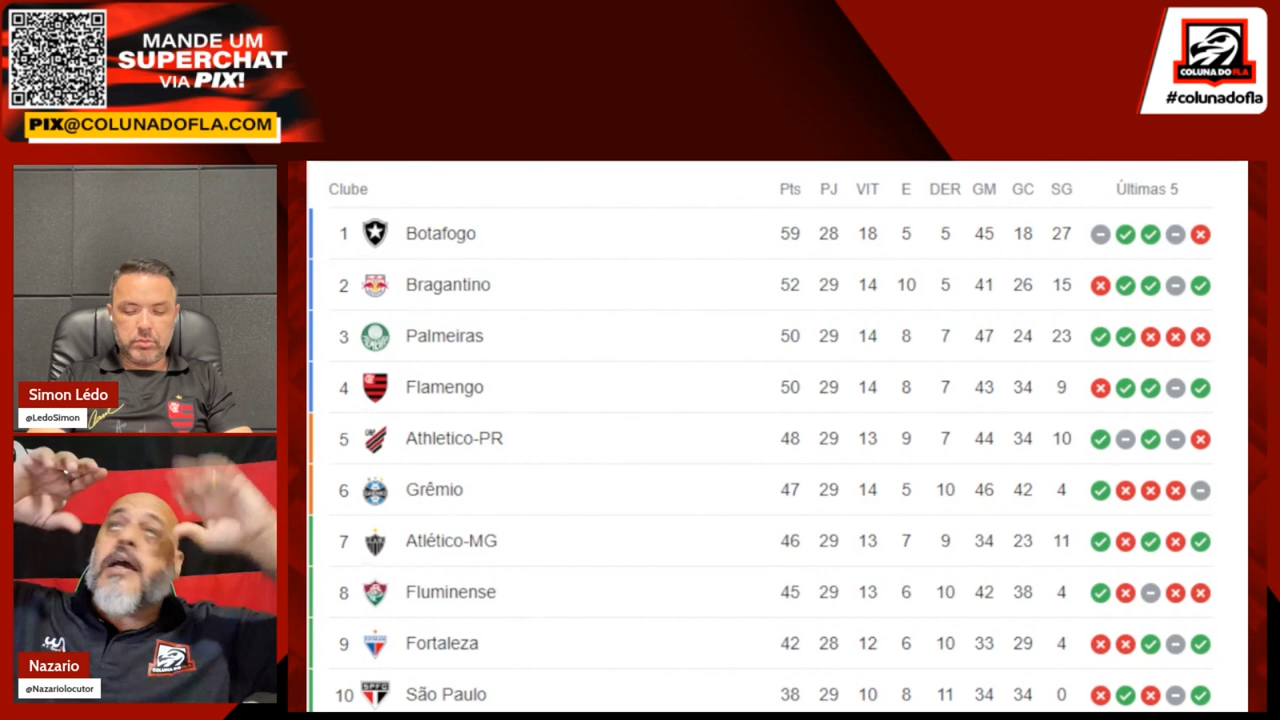 MANDE UM
SUPERCHAT
VIA PIX!
PIX@COLUNADOFLA.COM
COLUNA DO FLA
#colunadofla
Simon Lédo
@LedoSimon
Nazario
@Nazariolocutor
COLUNA DO FLA
Clube Pts PJ VIT E DER GM GC SG Últimas 5
1 Botafogo 59 28 18 5 5 45 18 27
2 Bragantino 52 29 14 10 5 41 26 15
3 Palmeiras 50 29 14 8 7 47 24 23
4 Flamengo 50 29 14 8 7 43 34 9
5 Athletico-PR 48 29 13 9 7 44 34 10
6 Grêmio 47 29 14 5 10 46 42 4
7 Atlético-MG 46 29 13 7 9 34 23 11
8 Fluminense 45 29 13 6 10 42 38 4
9 Fortaleza 42 28 12 6 10 33 29 4
10 SPFC São Paulo 38 29 10 8 11 34 34 0